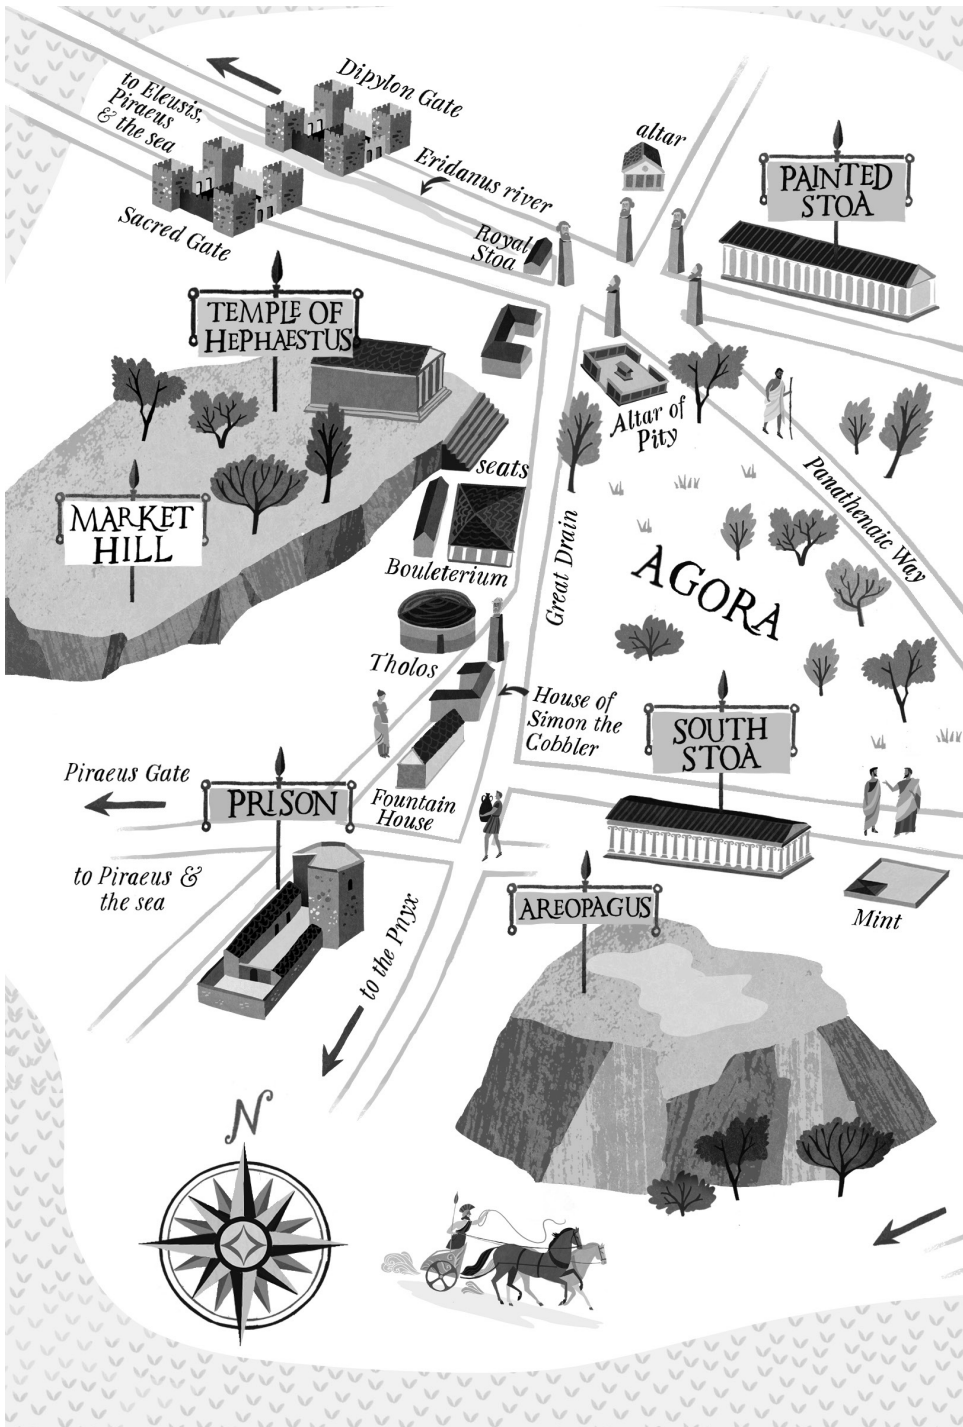 Dipylon Gate
to Eleusis,
Piraeus
& the sea
altar
Eridanus river
PAINTED
STOA
Sacred Gate
Royal
Stoa
TEMPLE OF
HEPHAESTUS
Altar of
Pity
seats
Panathenaic Way
MARKET
HILL
Great Drain
Bouleterium
AGORA
Tholos
House of
Simon the
Cobbler
SOUTH
STOA
Piraeus Gate
PRISON
Fountain
House
to Piraeus &
the sea
AREOPAGUS
Mint
to the Pnyx
N